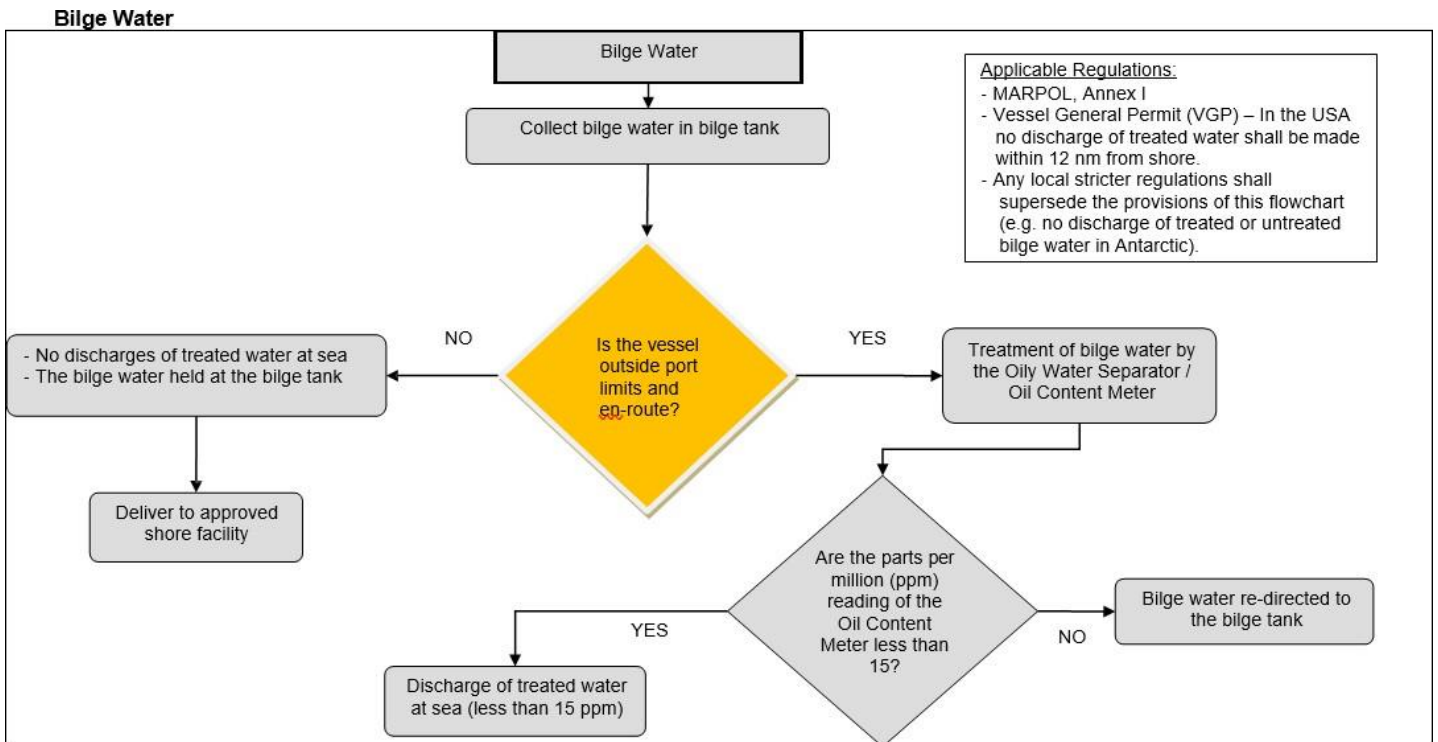 Bilge Water
Bilge Water
Collect bilge water in bilge tank
Applicable Regulations:
- MARPOL, Annex I
- Vessel General Permit (VGP) – In the USA
no discharge of treated water shall be made
within 12 nm from shore.
- Any local stricter regulations shall
supersede the provisions of this flowchart
(e.g. no discharge of treated or untreated
bilge water in Antarctic).
Is the vessel
outside port
limits and
en-route?
NO
YES
- No discharges of treated water at sea
- The bilge water held at the bilge tank
Deliver to approved
shore facility
Treatment of bilge water by
the Oily Water Separator /
Oil Content Meter
Are the parts per
million (ppm)
reading of the
Oil Content
Meter less than
15?
YES
NO
Discharge of treated water
at sea (less than 15 ppm)
Bilge water re-directed to
the bilge tank